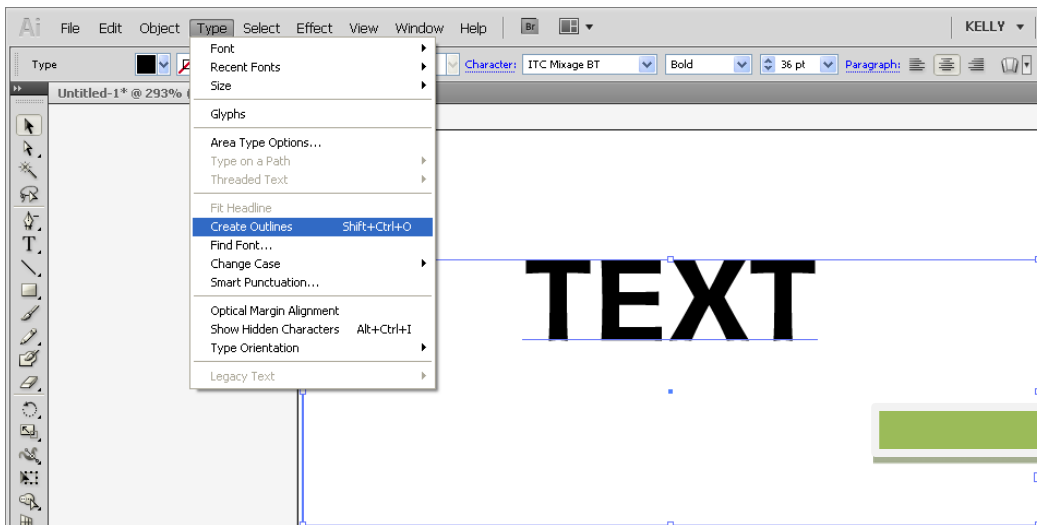 Ai File Edit Object Type Select Effect View Window Help Br KELLY
Type Character: ITC Mixage BT Bold 36 pt Paragraph:
Untitled-1* @ 293%
Font
Recent Fonts
Size
Glyphs
Area Type Options...
Type on a Path
Threaded Text
Fit Headline
Create Outlines Shift+Ctrl+O
Find Font...
Change Case
Smart Punctuation...
Optical Margin Alignment
Show Hidden Characters Alt+Ctrl+I
Type Orientation
Legacy Text
TEXT